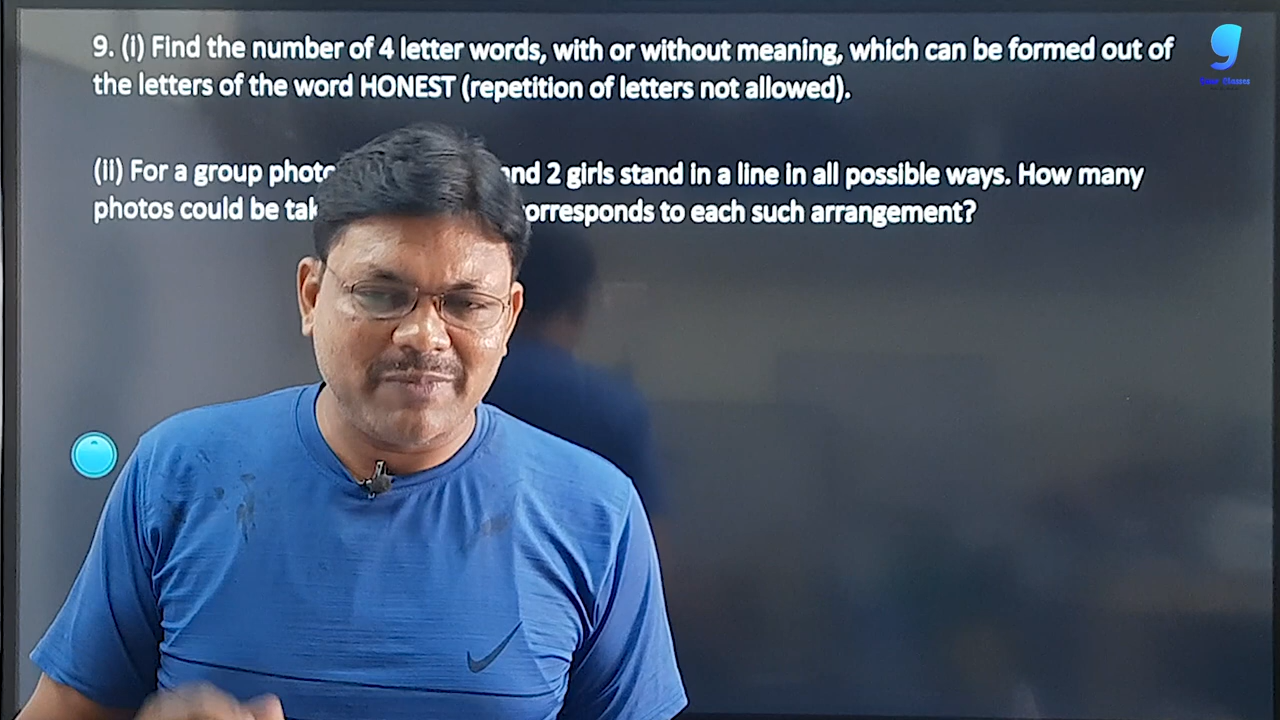 9. (i) Find the number of 4 letter words, with or without meaning, which can be formed out of
the letters of the word HONEST (repetition of letters not allowed).
(ii) For a group and 2 girls stand in a line in all possible ways. How many
photos could be corresponds to each such arrangement?